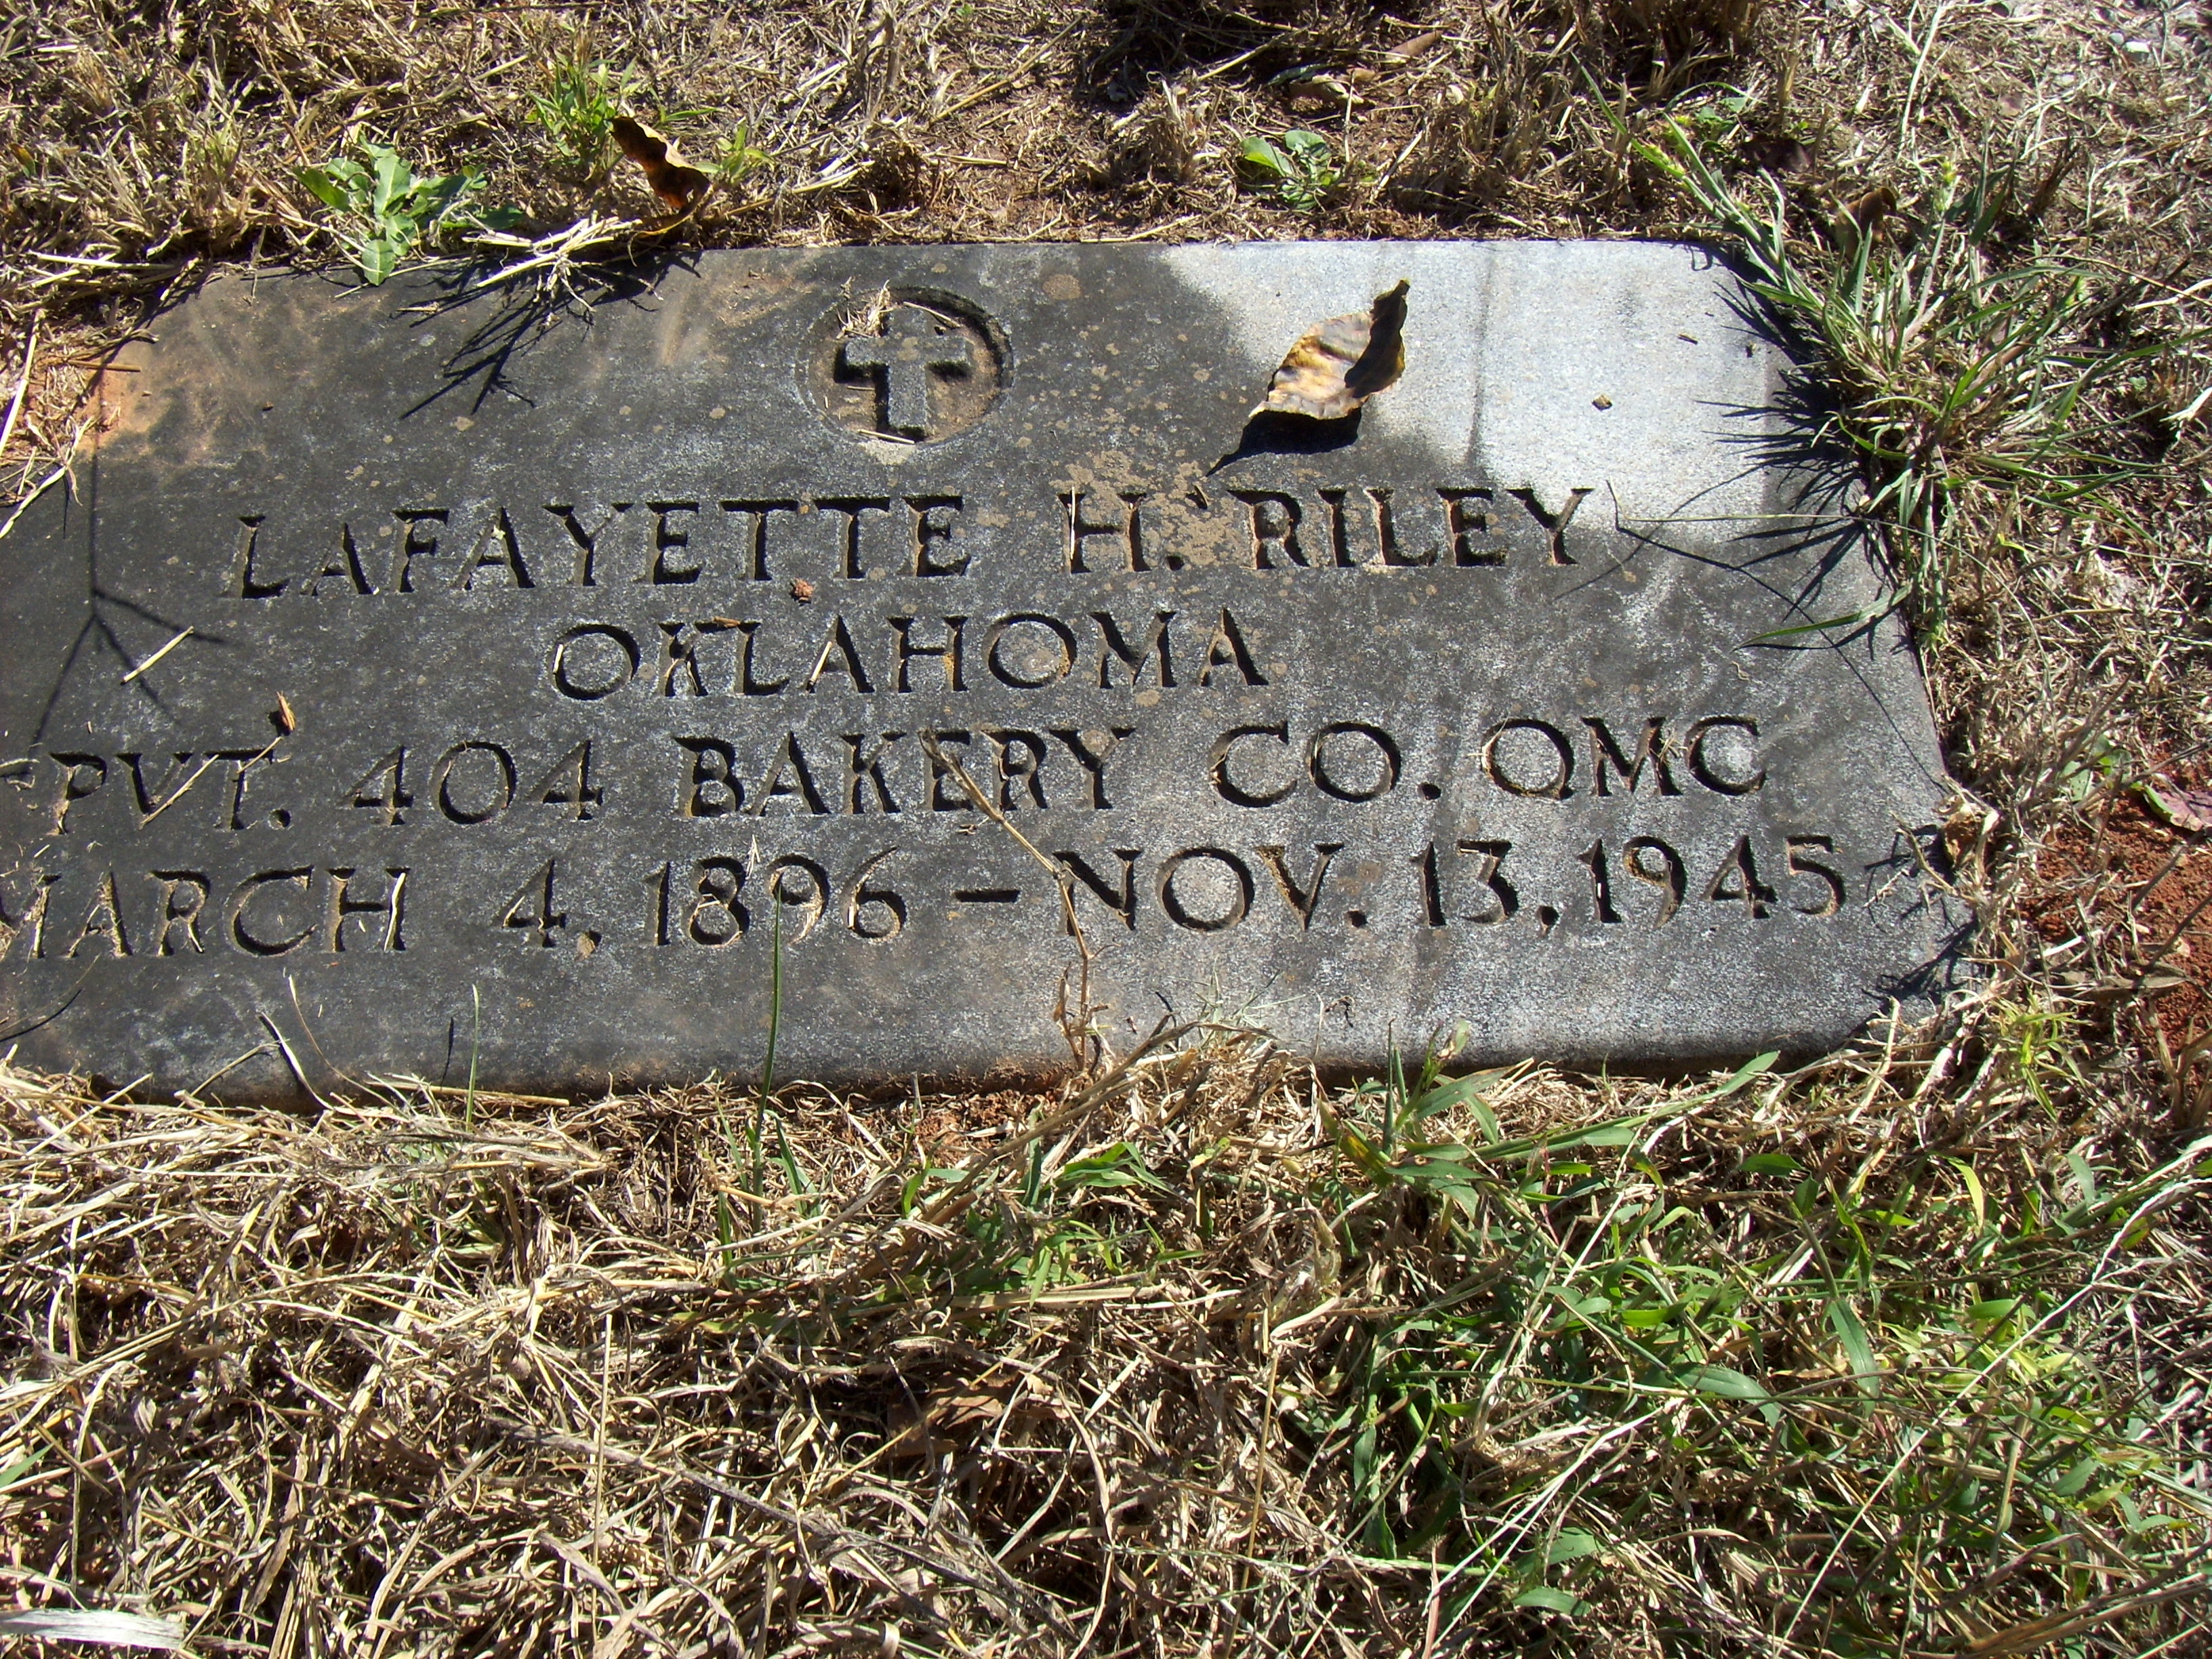 LAFAYETTE H. RILEY
OKLAHOMA
PVT. 404 BAKERY CO. QMC
MARCH 4, 1896 – NOV. 13, 1945